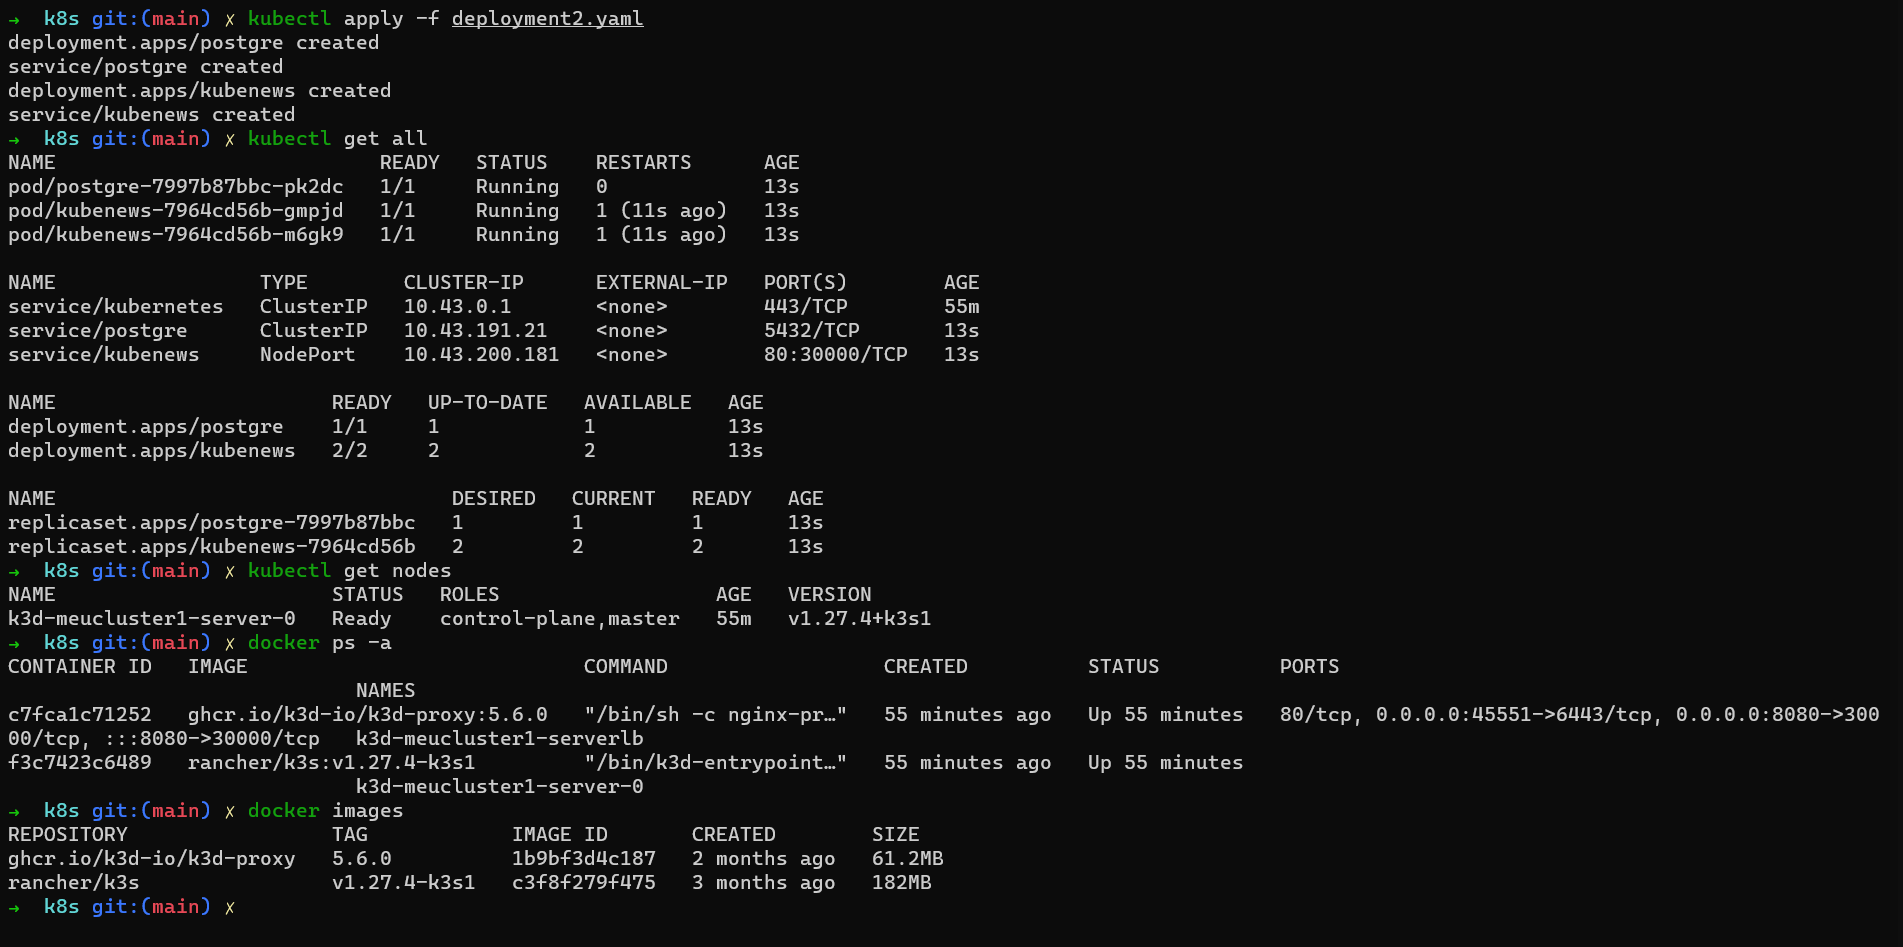 →  k8s git:(main) ✗ kubectl apply -f deployment2.yaml
deployment.apps/postgre created
service/postgre created
deployment.apps/kubenews created
service/kubenews created
→  k8s git:(main) ✗ kubectl get all
NAME                           READY   STATUS    RESTARTS      AGE
pod/postgre-7997b87bbc-pk2dc   1/1     Running   0             13s
pod/kubenews-7964cd56b-gmpjd   1/1     Running   1 (11s ago)   13s
pod/kubenews-7964cd56b-m6gk9   1/1     Running   1 (11s ago)   13s

NAME                 TYPE        CLUSTER-IP      EXTERNAL-IP   PORT(S)        AGE
service/kubernetes   ClusterIP   10.43.0.1       <none>        443/TCP        55m
service/postgre      ClusterIP   10.43.191.21    <none>        5432/TCP       13s
service/kubenews     NodePort    10.43.200.181   <none>        80:30000/TCP   13s

NAME                       READY   UP-TO-DATE   AVAILABLE   AGE
deployment.apps/postgre    1/1     1            1           13s
deployment.apps/kubenews   2/2     2            2           13s

NAME                                 DESIRED   CURRENT   READY   AGE
replicaset.apps/postgre-7997b87bbc   1         1         1       13s
replicaset.apps/kubenews-7964cd56b   2         2         2       13s
→  k8s git:(main) ✗ kubectl get nodes
NAME                       STATUS   ROLES                  AGE   VERSION
k3d-meucluster1-server-0   Ready    control-plane,master   55m   v1.27.4+k3s1
→  k8s git:(main) ✗ docker ps -a
CONTAINER ID   IMAGE                            COMMAND                  CREATED          STATUS          PORTS
                             NAMES
c7fca1c71252   ghcr.io/k3d-io/k3d-proxy:5.6.0   "/bin/sh -c nginx-pr…"   55 minutes ago   Up 55 minutes   80/tcp, 0.0.0.0:45551->6443/tcp, 0.0.0.0:8080->300
00/tcp, :::8080->30000/tcp   k3d-meucluster1-serverlb
f3c7423c6489   rancher/k3s:v1.27.4-k3s1         "/bin/k3d-entrypoint…"   55 minutes ago   Up 55 minutes
                             k3d-meucluster1-server-0
→  k8s git:(main) ✗ docker images
REPOSITORY                 TAG            IMAGE ID       CREATED        SIZE
ghcr.io/k3d-io/k3d-proxy   5.6.0          1b9bf3d4c187   2 months ago   61.2MB
rancher/k3s                v1.27.4-k3s1   c3f8f279f475   3 months ago   182MB
→  k8s git:(main) ✗